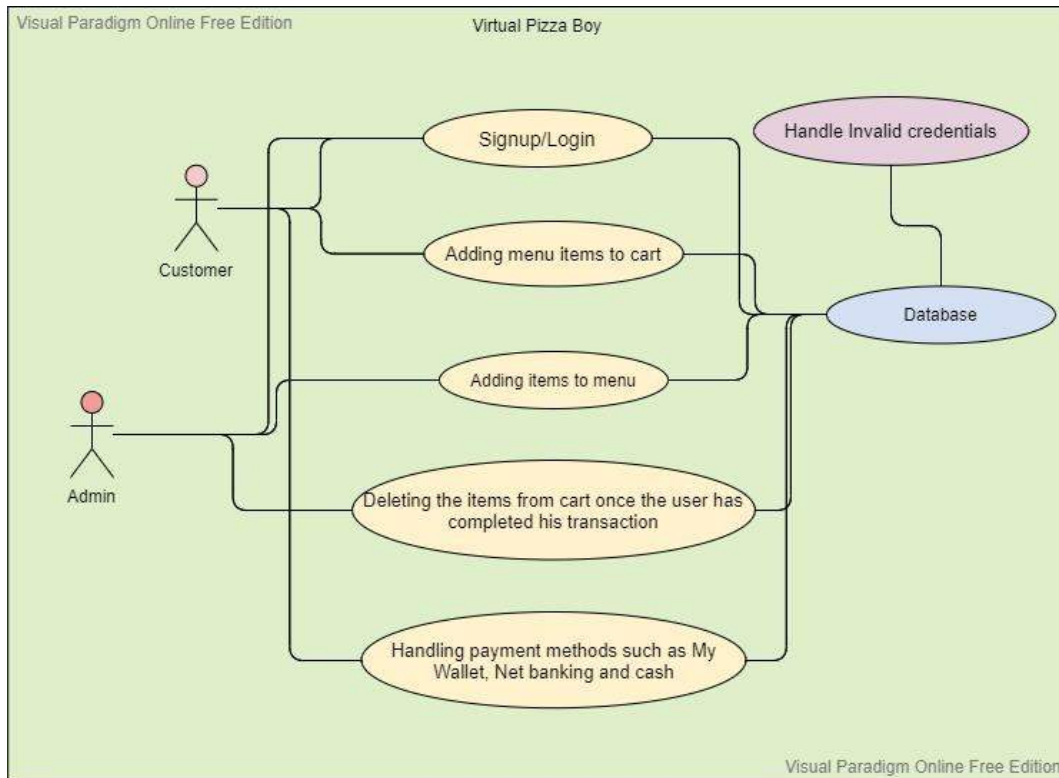 Visual Paradigm Online Free Edition
Virtual Pizza Boy
Signup/Login
Handle Invalid credentials
Customer
Adding menu items to cart
Database
Adding items to menu
Admin
Deleting the items from cart once the user has
completed his transaction
Handling payment methods such as My
Wallet, Net banking and cash
Visual Paradigm Online Free Edition